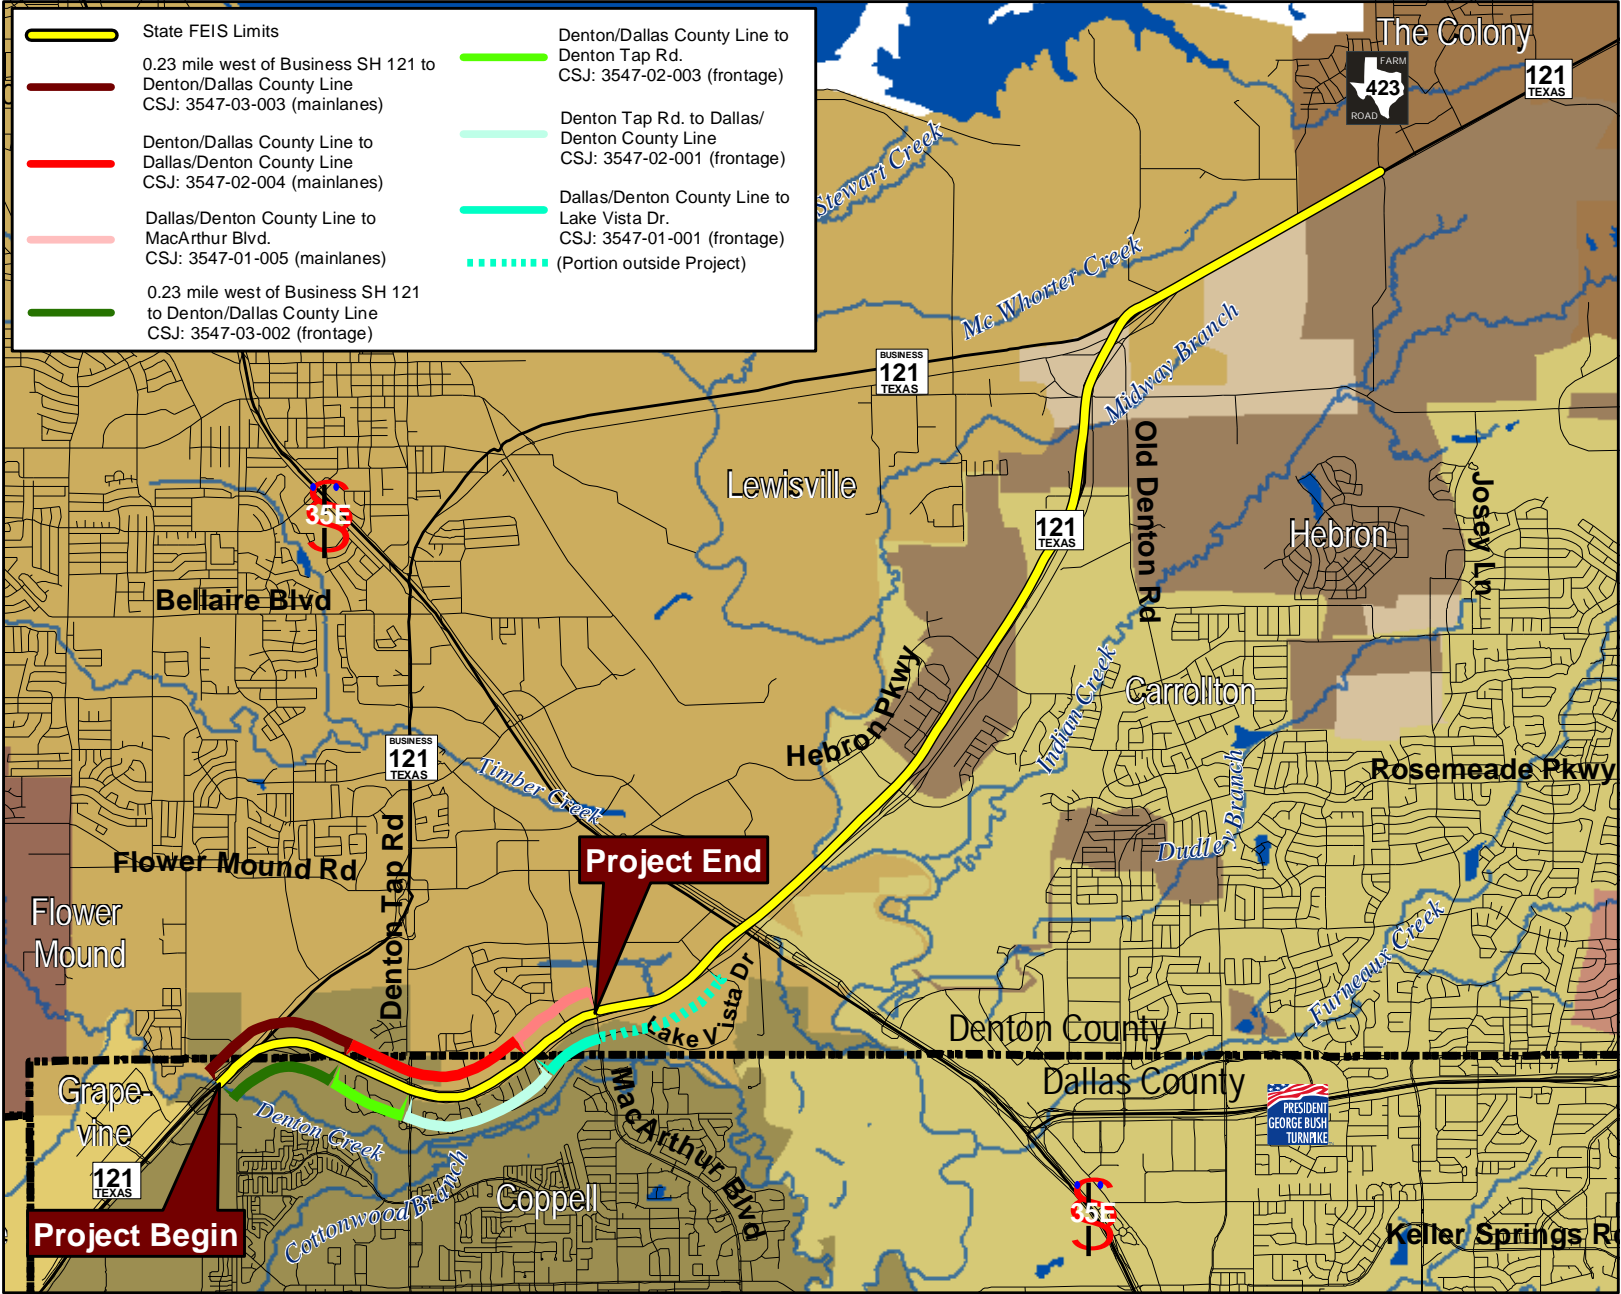 State FEIS Limits
0.23 mile west of Business SH 121 to
Denton/Dallas County Line
CSJ: 3547-03-003 (mainlanes)
Denton/Dallas County Line to
Dallas/Denton County Line
CSJ: 3547-02-004 (mainlanes)
Dallas/Denton County Line to
MacArthur Blvd.
CSJ: 3547-01-005 (mainlanes)
0.23 mile west of Business SH 121
to Denton/Dallas County Line
CSJ: 3547-03-002 (frontage)
Denton/Dallas County Line to
Denton Tap Rd.
CSJ: 3547-02-003 (frontage)
Denton Tap Rd. to Dallas/
Denton County Line
CSJ: 3547-02-001 (frontage)
Dallas/Denton County Line to
Lake Vista Dr.
CSJ: 3547-01-001 (frontage)
(Portion outside Project)
The Colony
FARM
423
ROAD
121
TEXAS
Stewart Creek
Mc Whorter Creek
Midway Branch
BUSINESS
121
TEXAS
Lewisville
Old Denton Rd
Josey Ln
35E
121
TEXAS
Hebron
Bellaire Blvd
Hebron Pkwy
Indian Creek
Carrollton
BUSINESS
121
TEXAS
Timber Creek
Rosemeade Pkwy
Dudley Branch
Flower Mound Rd
Denton Tap Rd
Project End
Flower
Mound
Furneaux Creek
Lake Vista Dr
Denton County
Dallas County
Grape-
vine
Denton Creek
MacArthur Blvd
PRESIDENT
GEORGE BUSH
TURNPIKE
121
TEXAS
Cottonwood Branch
Coppell
35E
Project Begin
Keller Springs R